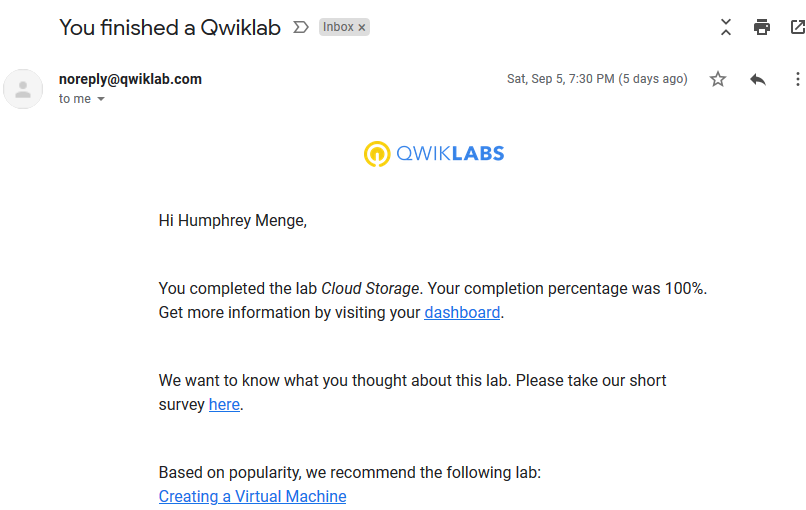 You finished a Qwiklab Inbox x
noreply@qwiklab.com Sat, Sep 5, 7:30 PM (5 days ago)
to me
QWIKLABS
Hi Humphrey Menge,
You completed the lab Cloud Storage. Your completion percentage was 100%.
Get more information by visiting your dashboard.
We want to know what you thought about this lab. Please take our short
survey here.
Based on popularity, we recommend the following lab:
Creating a Virtual Machine